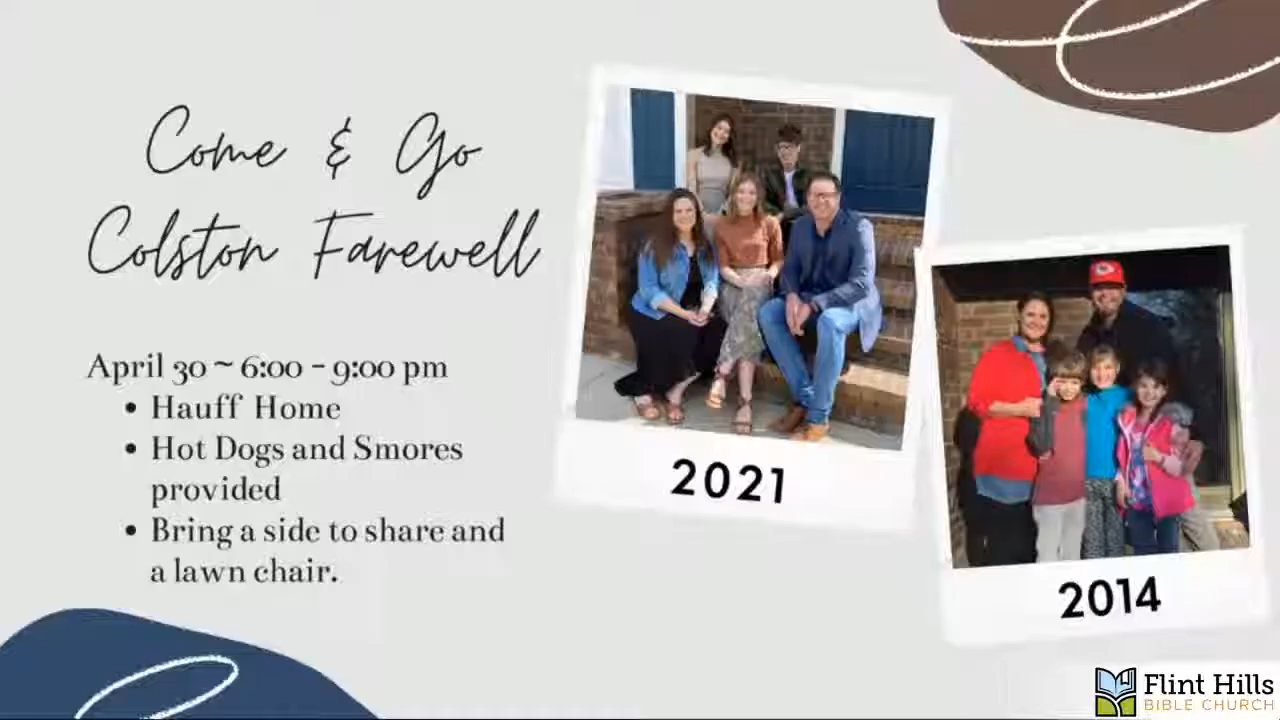 Come & Go
Colston Farewell
April 30 ~ 6:00 - 9:00 pm
• Hauff Home
• Hot Dogs and Smores
provided
• Bring a side to share and
a lawn chair.
2021
2014
Flint Hills
BIBLE CHURCH